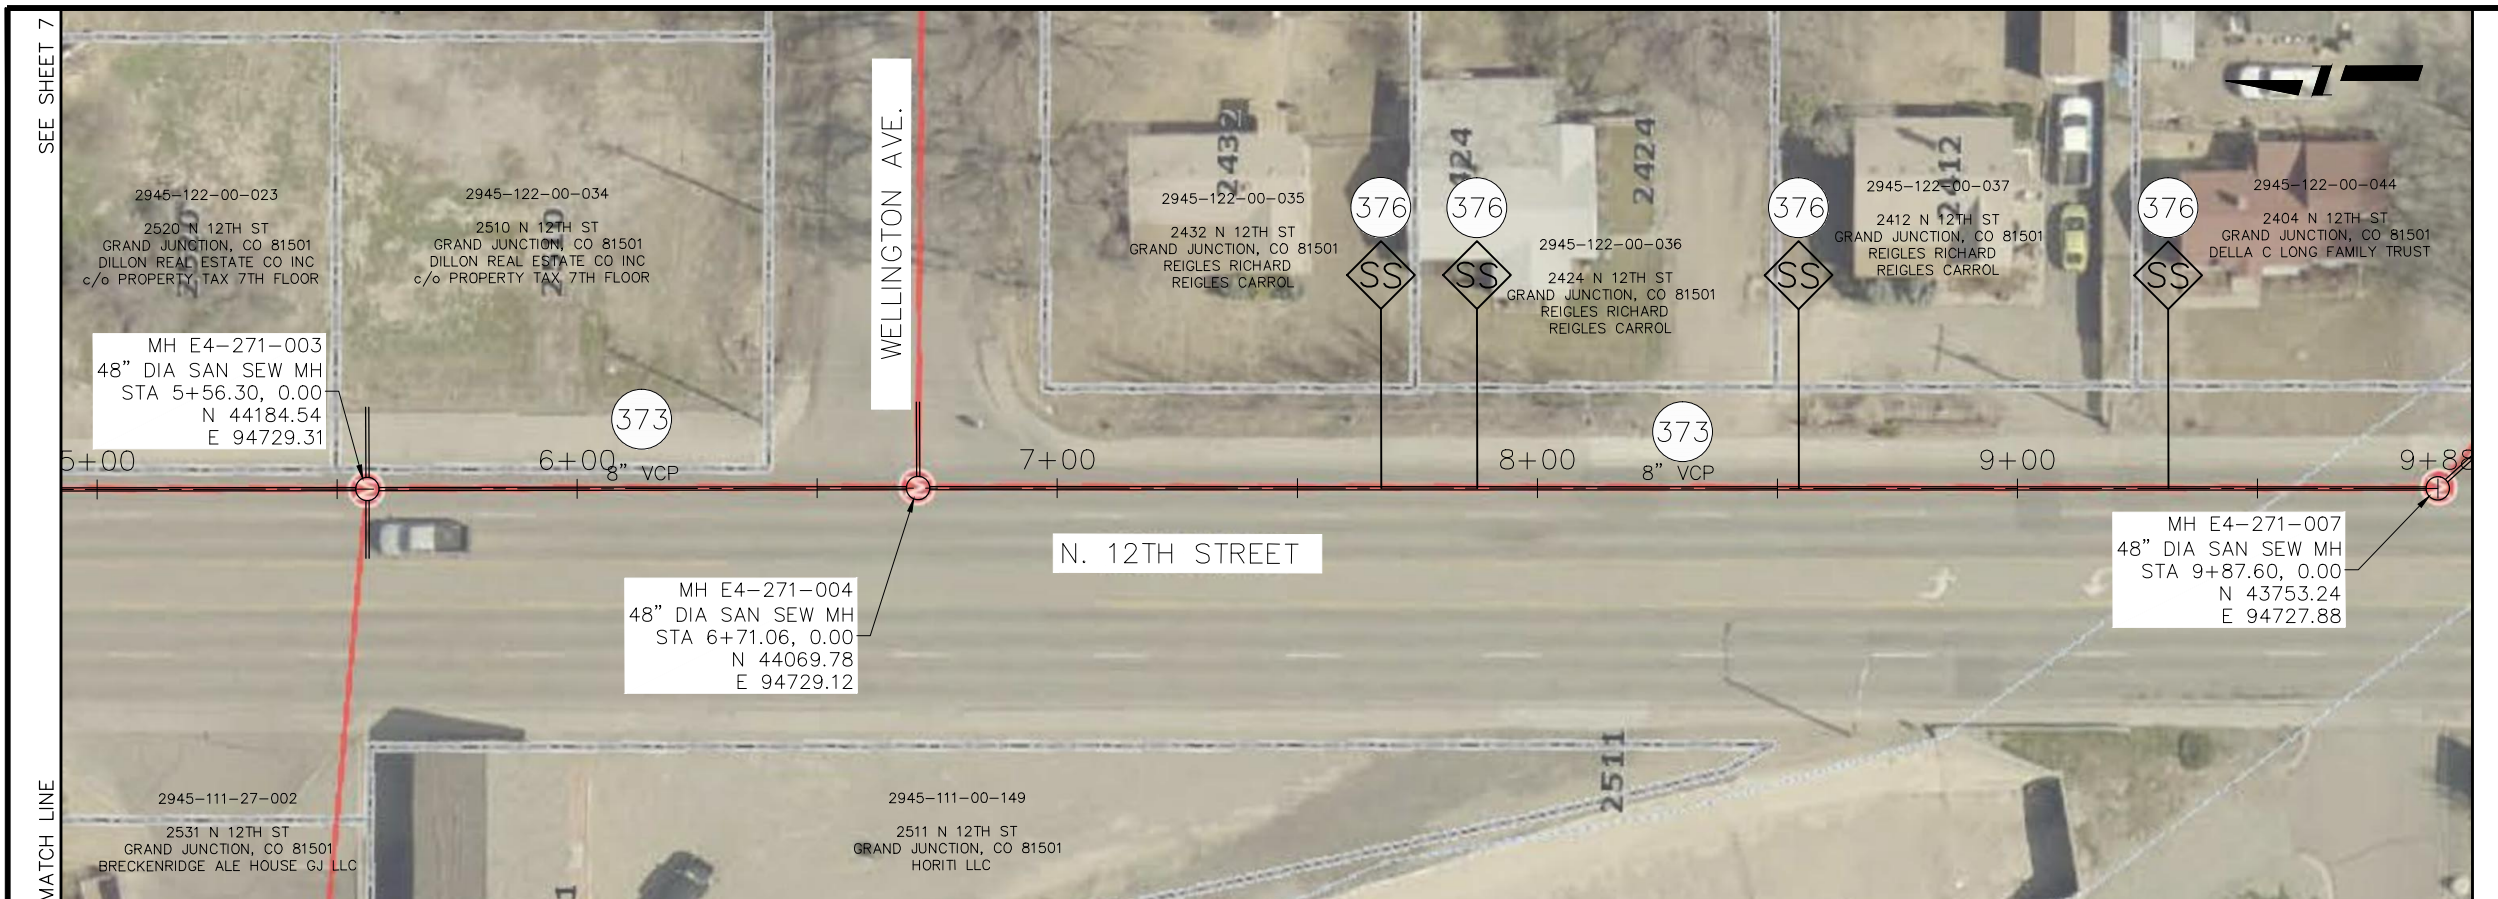 SEE SHEET 7
MATCH LINE
2945-122-00-023
2520 N 12TH ST
GRAND JUNCTION, CO 81501
DILLON REAL ESTATE CO INC
c/o PROPERTY TAX 7TH FLOOR
2945-122-00-034
2510 N 12TH ST
GRAND JUNCTION, CO 81501
DILLON REAL ESTATE CO INC
c/o PROPERTY TAX 7TH FLOOR
2510
WELLINGTON AVE.
2432
2945-122-00-035
2432 N 12TH ST
GRAND JUNCTION, CO 81501
REIGLES RICHARD
REIGLES CARROL
376
SS
376
SS
2424
2424
2945-122-00-036
2424 N 12TH ST
GRAND JUNCTION, CO 81501
REIGLES RICHARD
REIGLES CARROL
376
SS
2412
2945-122-00-037
2412 N 12TH ST
GRAND JUNCTION, CO 81501
REIGLES RICHARD
REIGLES CARROL
376
SS
2945-122-00-044
2404 N 12TH ST
GRAND JUNCTION, CO 81501
DELLA C LONG FAMILY TRUST
MH E4-271-003
48" DIA SAN SEW MH
STA 5+56.30, 0.00
N 44184.54
E 94729.31
373
373
5+00
6+00
7+00
8+00
9+00
9+88
8" VCP
8" VCP
N. 12TH STREET
MH E4-271-004
48" DIA SAN SEW MH
STA 6+71.06, 0.00
N 44069.78
E 94729.12
MH E4-271-007
48" DIA SAN SEW MH
STA 9+87.60, 0.00
N 43753.24
E 94727.88
2945-111-27-002
2531 N 12TH ST
GRAND JUNCTION, CO 81501
BRECKENRIDGE ALE HOUSE GJ LLC
2945-111-00-149
2511 N 12TH ST
GRAND JUNCTION, CO 81501
HORITI LLC
2511